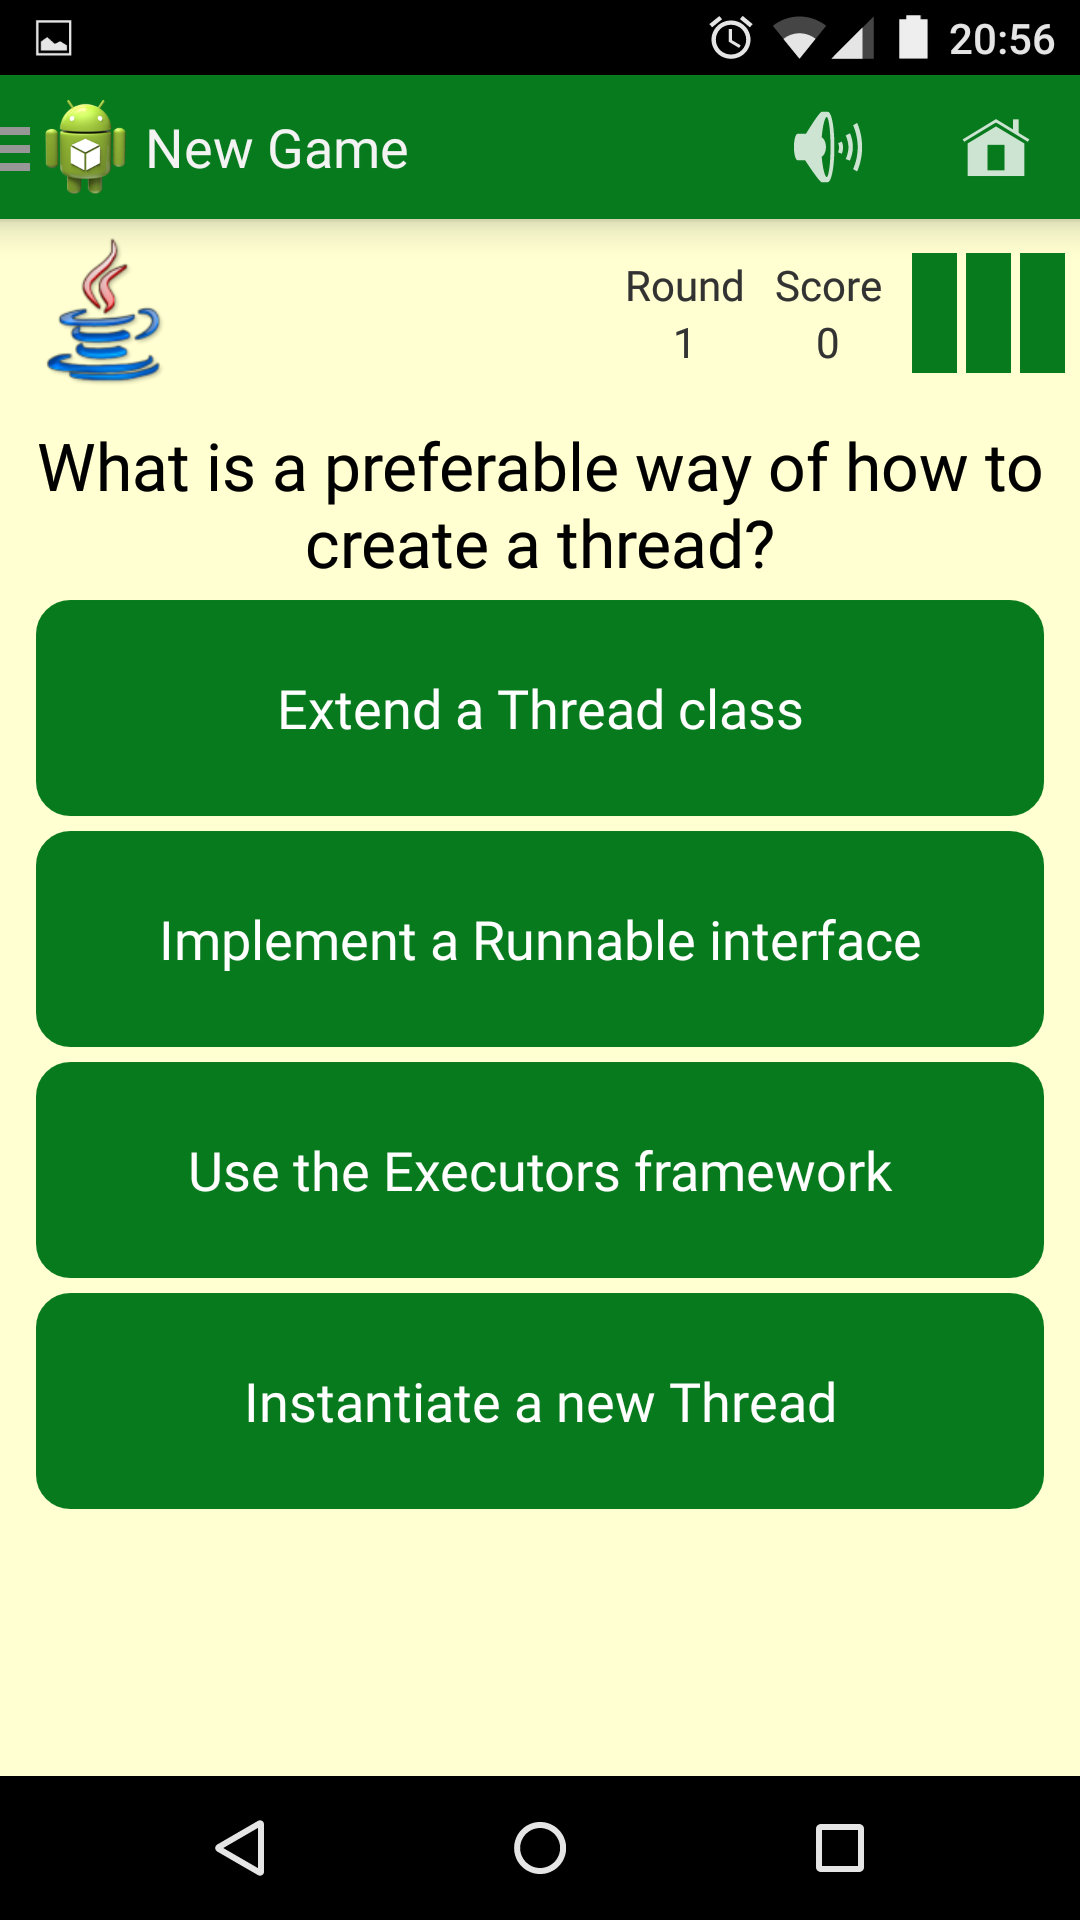 20:56
New Game
Round Score
1 0
What is a preferable way of how to
create a thread?
Extend a Thread class
Implement a Runnable interface
Use the Executors framework
Instantiate a new Thread